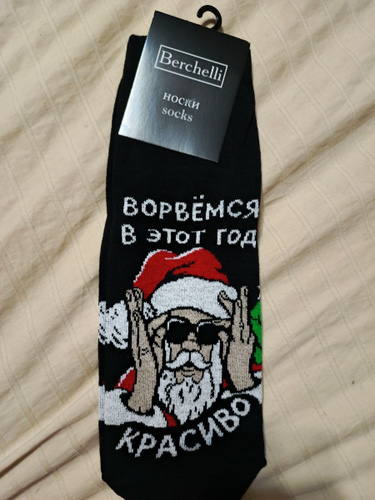 Berchelli
носки
socks
ВОРВЁМСЯ
В ЭТОТ ГОД
КРАСИВО